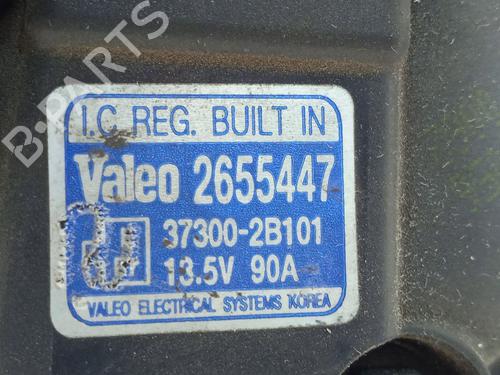 B-PARTS
I.C REG. BUILT IN
Valeo 2655447
37300-2B101
13.5V 90A
VALEO ELECTRICAL SYSTEMS KOREA